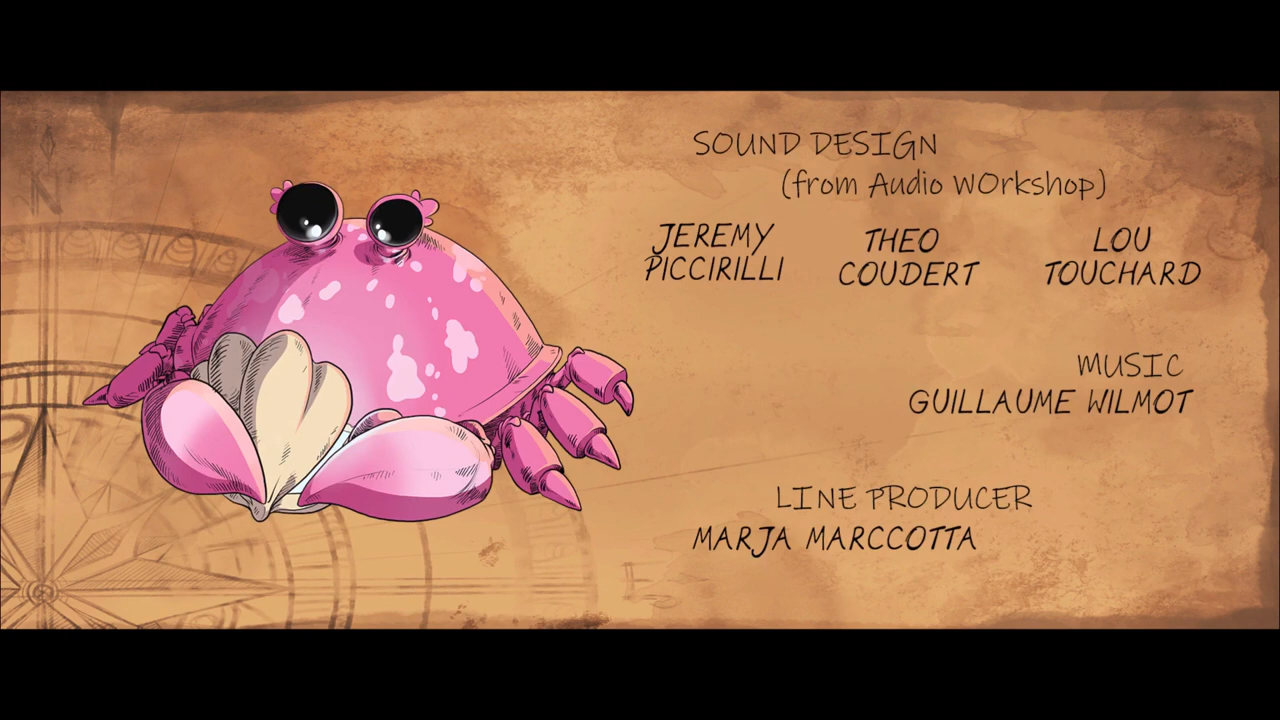 SOUND DESIGN
(from Audio WOrkshop)
JEREMY PICCIRILLI
THEO COUDERT
LOU TOUCHARD
MUSIC
GUILLAUME WILMOT
LINE PRODUCER
MARJA MARCCOTTA